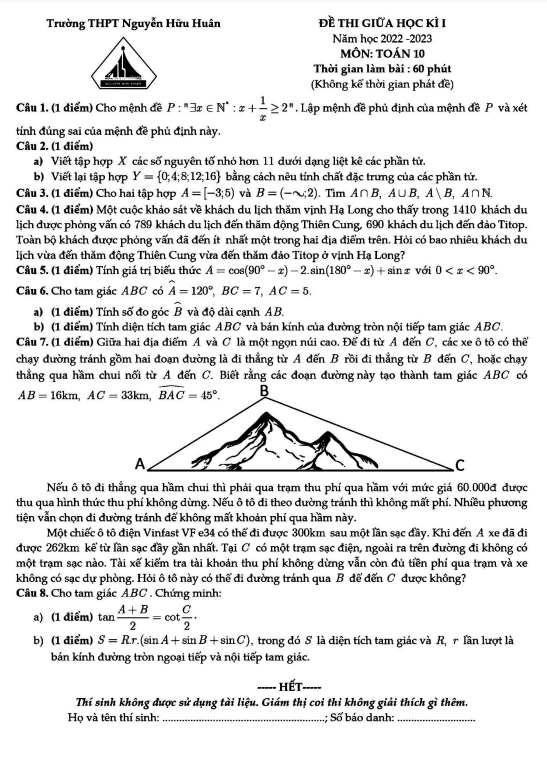 Trường THPT Nguyễn Hữu Huân
ĐỀ THI GIỮA HỌC KÌ I
Năm học 2022 -2023
MÔN: TOÁN 10
Thời gian làm bài : 60 phút
(Không kể thời gian phát đề)
Câu 1. (1 điểm) Cho mệnh đề P : "∃x ∈ ℕ* : x + 1/x ≥ 2". Lập mệnh đề phủ định của mệnh đề P và xét
tính đúng sai của mệnh đề phủ định này.
Câu 2. (1 điểm)
a) Viết tập hợp X các số nguyên tố nhỏ hơn 11 dưới dạng liệt kê các phần tử.
b) Viết lại tập hợp Y = {0;4;8;12;16} bằng cách nêu tính chất đặc trưng của các phần tử.
Câu 3. (1 điểm) Cho hai tập hợp A = [−3;5) và B = (−∞;2). Tìm A ∩ B, A ∪ B, A \ B, A ∩ ℕ.
Câu 4. (1 điểm) Một cuộc khảo sát về khách du lịch thăm vịnh Hạ Long cho thấy trong 1410 khách du
lịch được phỏng vấn có 789 khách du lịch đến thăm động Thiên Cung, 690 khách du lịch đến đảo Titop.
Toàn bộ khách được phỏng vấn đã đến ít nhất một trong hai địa điểm trên. Hỏi có bao nhiêu khách du
lịch vừa đến thăm động Thiên Cung vừa đến thăm đảo Titop ở vịnh Hạ Long?
Câu 5. (1 điểm) Tính giá trị biểu thức A = cos(90° − x) − 2.sin(180° − x) + sin x với 0 < x < 90°.
Câu 6. Cho tam giác ABC có Â = 120°, BC = 7, AC = 5.
a) (1 điểm) Tính số đo góc B̂ và độ dài cạnh AB.
b) (1 điểm) Tính diện tích tam giác ABC và bán kính của đường tròn nội tiếp tam giác ABC.
Câu 7. (1 điểm) Giữa hai địa điểm A và C là một ngọn núi cao. Để đi từ A đến C, các xe ô tô có thể
chạy đường tránh gồm hai đoạn đường là đi thẳng từ A đến B rồi đi thẳng từ B đến C, hoặc chạy
thẳng qua hầm chui nối từ A đến C. Biết rằng các đoạn đường này tạo thành tam giác ABC có
AB = 16km, AC = 33km, BAC = 45°.
B
A
C
Nếu ô tô đi thẳng qua hầm chui thì phải qua trạm thu phí qua hầm với mức giá 60.000đ được
thu qua hình thức thu phí không dừng. Nếu ô tô đi theo đường tránh thì không mất phí. Nhiều phương
tiện vẫn chọn đi đường tránh để không mất khoản phí qua hầm này.
Một chiếc ô tô điện Vinfast VF e34 có thể đi được 300km sau một lần sạc đầy. Khi đến A xe đã đi
được 262km kể từ lần sạc đầy gần nhất. Tại C có một trạm sạc điện, ngoài ra trên đường đi không có
một trạm sạc nào. Tài xế kiểm tra tài khoản thu phí không dừng vẫn còn đủ tiền phí qua trạm và xe
không có sạc dự phòng. Hỏi ô tô này có thể đi đường tránh qua B để đến C được không?
Câu 8. Cho tam giác ABC . Chứng minh:
a) (1 điểm) tan (A + B)/2 = cot C/2.
b) (1 điểm) S = R.r.(sin A + sin B + sin C), trong đó S là diện tích tam giác và R, r lần lượt là
bán kính đường tròn ngoại tiếp và nội tiếp tam giác.
----- HẾT-----
Thí sinh không được sử dụng tài liệu. Giám thị coi thi không giải thích gì thêm.
Họ và tên thí sinh: ................................................; Số báo danh: .......................